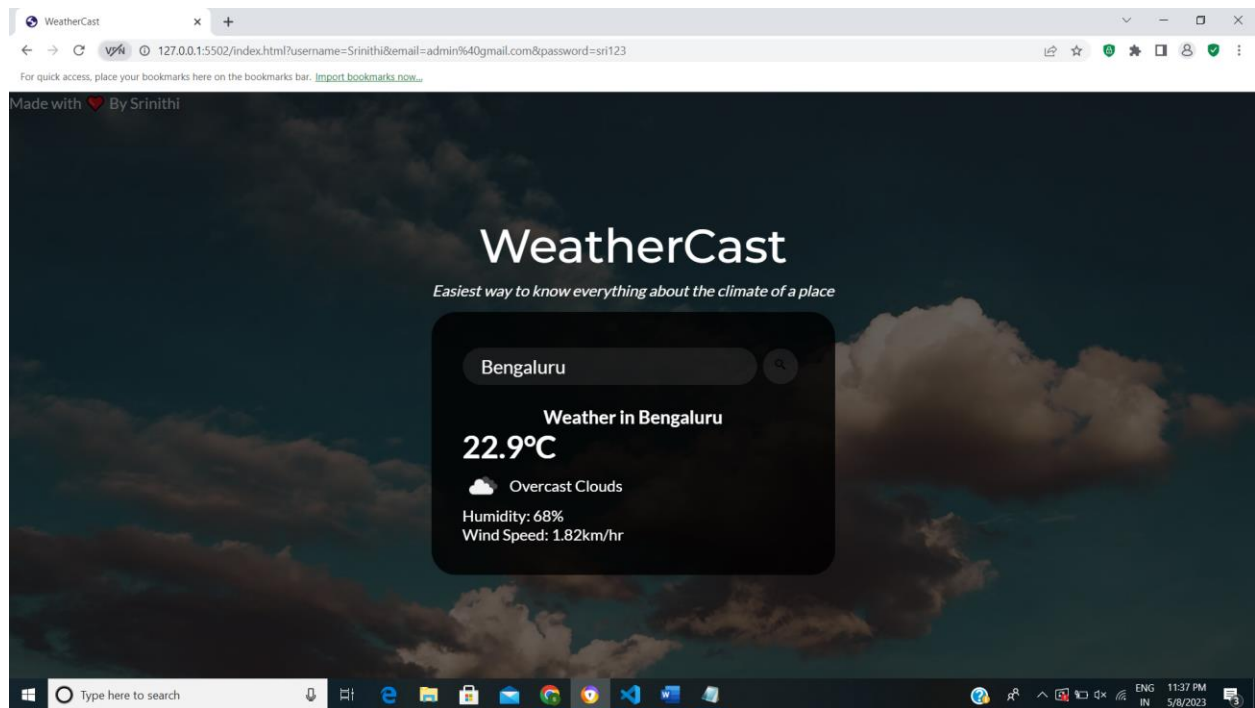 WeatherCast
127.0.0.1:5502/index.html?username=Srinithi&email=admin%40gmail.com&password=sri123
For quick access, place your bookmarks here on the bookmarks bar. Import bookmarks now...
Made with ❤ By Srinithi
WeatherCast
Easiest way to know everything about the climate of a place
Bengaluru
Weather in Bengaluru
22.9°C
Overcast Clouds
Humidity: 68%
Wind Speed: 1.82km/hr
Type here to search
ENG 11:37 PM
IN 5/8/2023